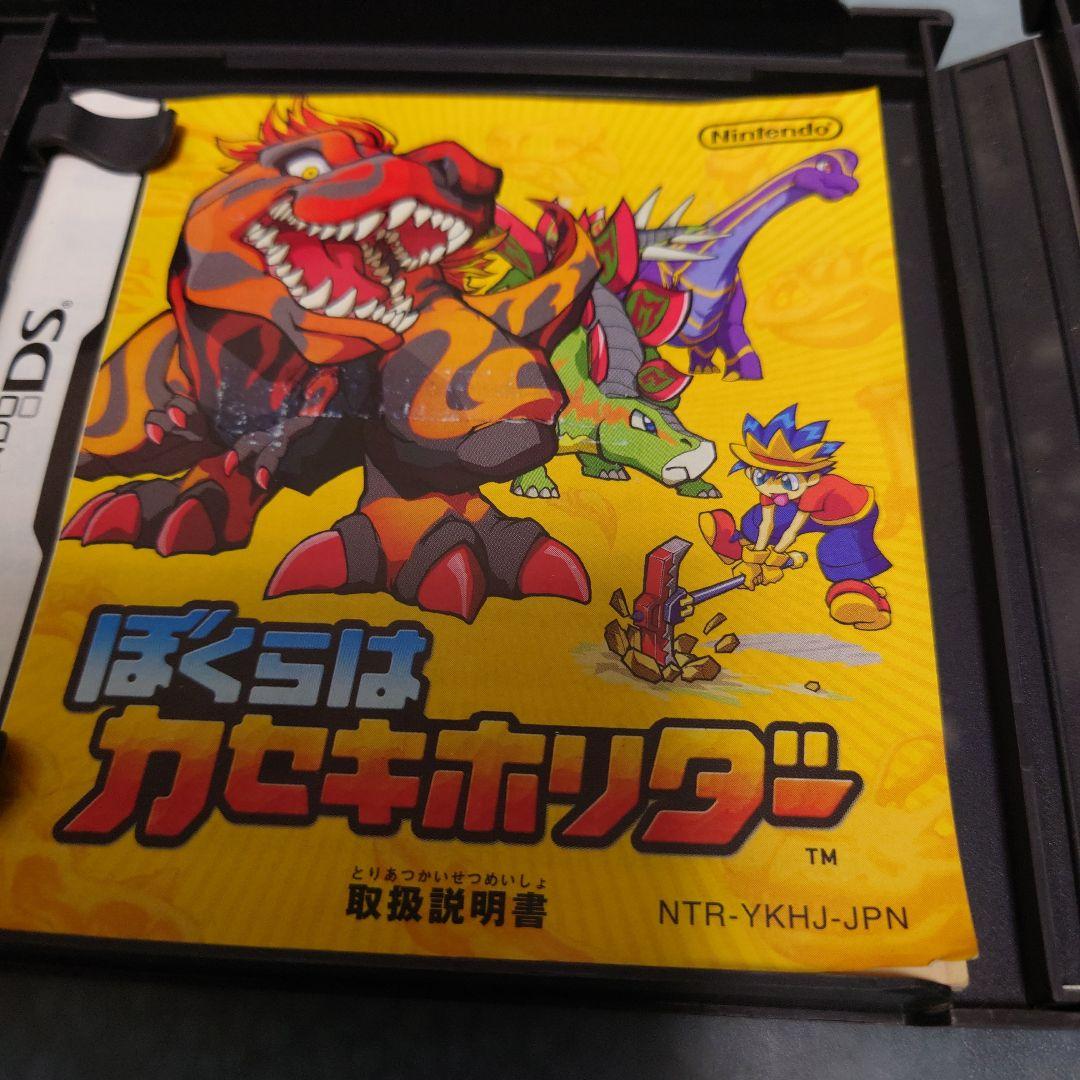 Nintendo
DS
ぼくらは
カセキホリダー
TM
とりあつかいせつめいしょ
取扱説明書
NTR-YKHJ-JPN